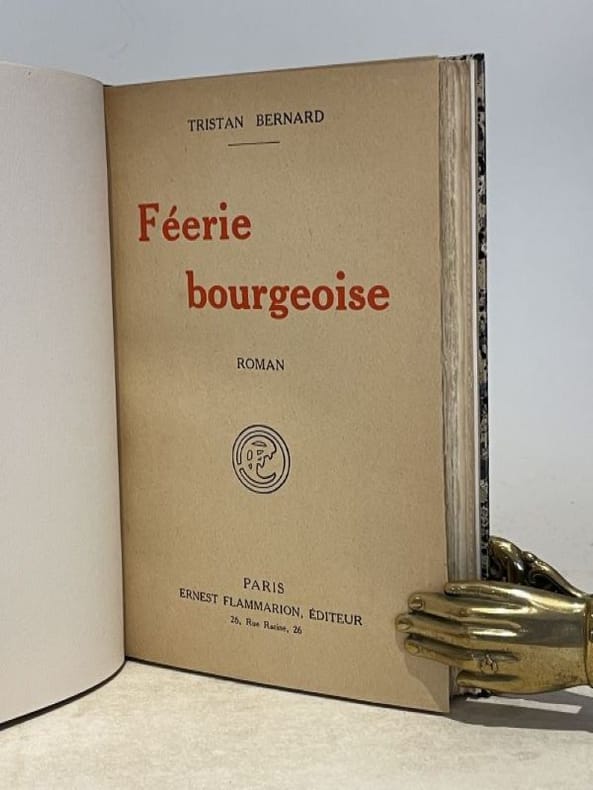 TRISTAN BERNARD
Féerie
bourgeoise
ROMAN
PARIS
ERNEST FLAMMARION, ÉDITEUR
26, Rue Racine, 26